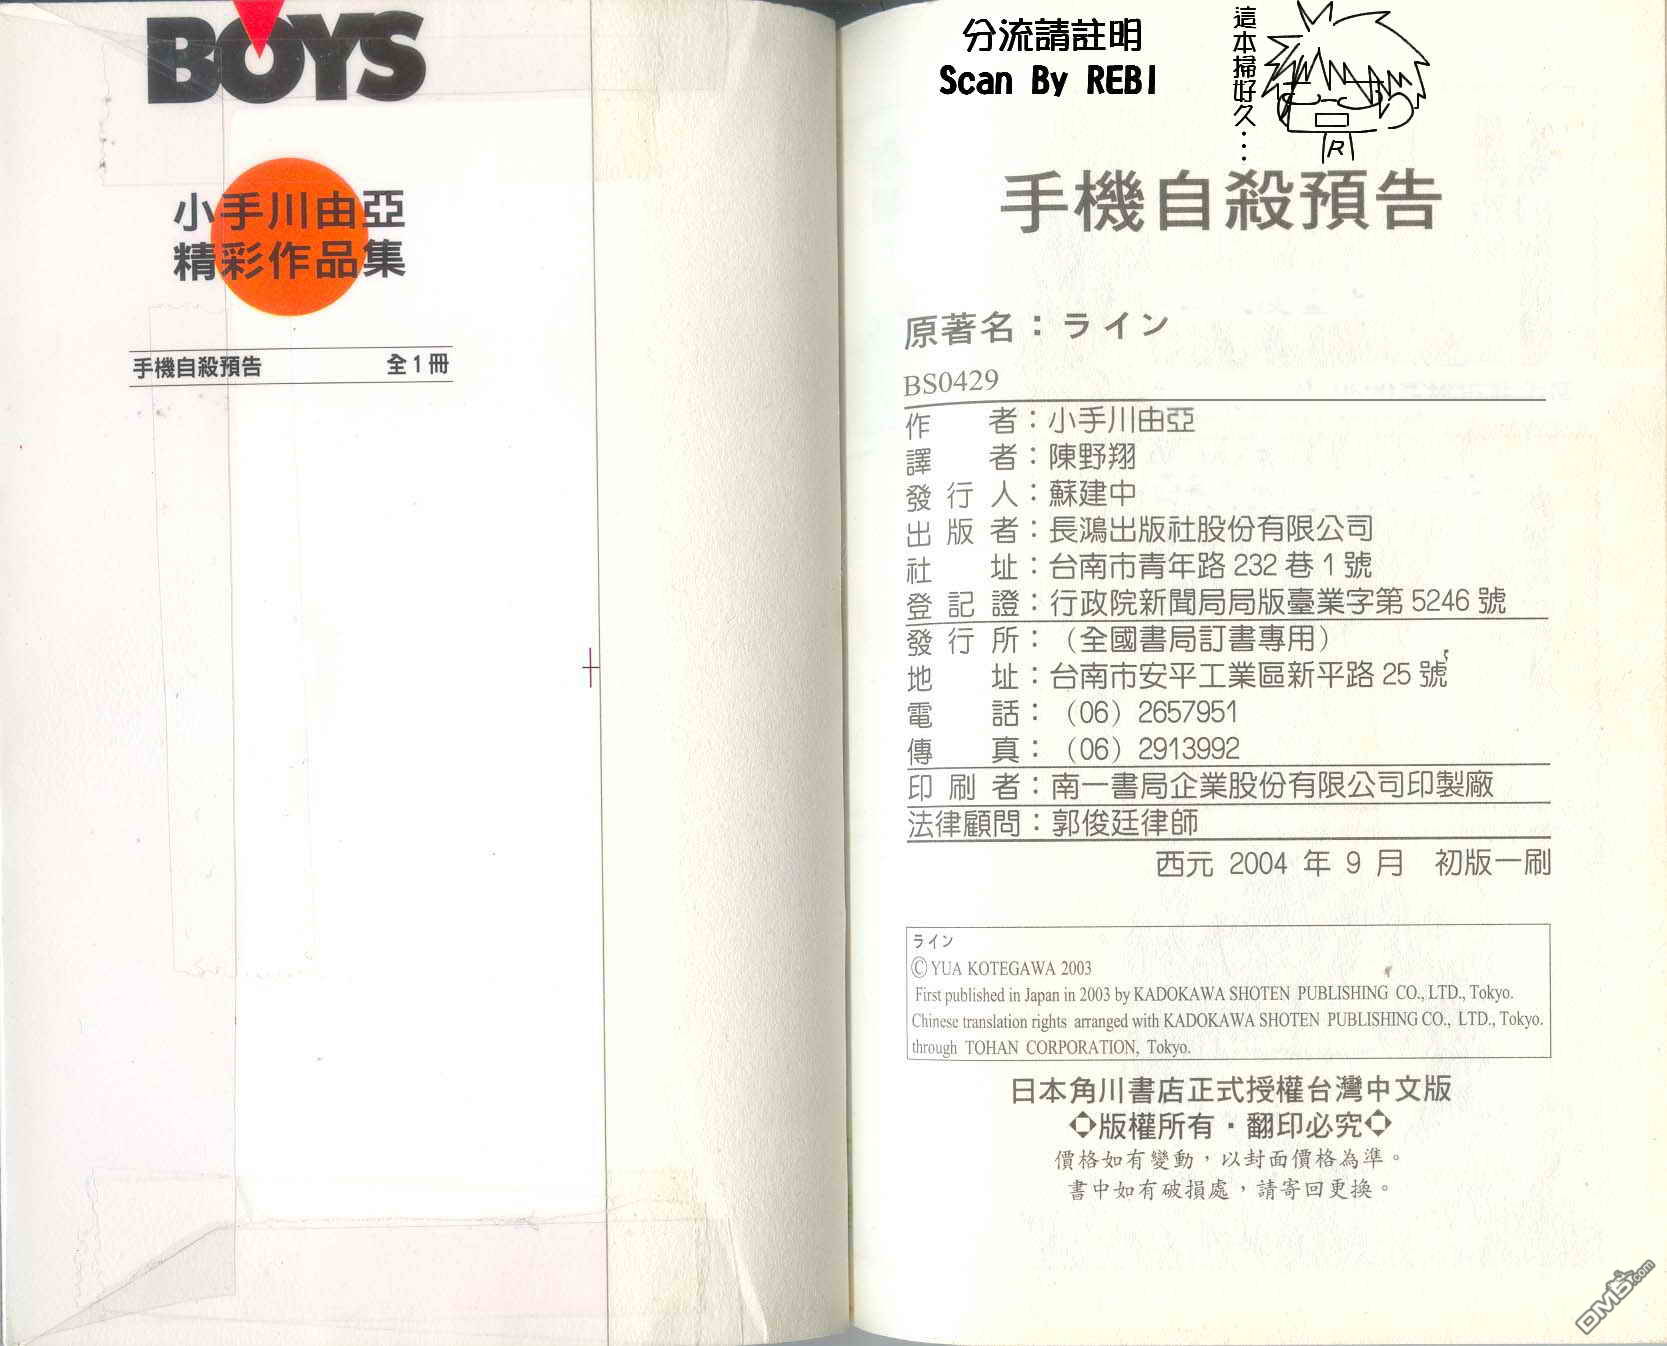 BOYS
小手川由亞
精彩作品集
手機自殺預告 全1冊
分流請註明
Scan By REBI
這本掃好久...
R
手機自殺預告
原著名：ライン
BS0429
作者：小手川由亞
譯者：陳野翔
發行人：蘇建中
出版者：長鴻出版社股份有限公司
社址：台南市青年路232巷1號
登記證：行政院新聞局局版臺業字第5246號
發行所：（全國書局訂書專用）
地址：台南市安平工業區新平路25號
電話：（06）2657951
傳真：（06）2913992
印刷者：南一書局企業股份有限公司印製廠
法律顧問：郭俊廷律師
西元 2004 年 9 月 初版一刷
ライン
©YUA KOTEGAWA 2003
First published in Japan in 2003 by KADOKAWA SHOTEN PUBLISHING CO., LTD., Tokyo.
Chinese translation rights arranged with KADOKAWA SHOTEN PUBLISHING CO., LTD., Tokyo.
through TOHAN CORPORATION, Tokyo.
日本角川書店正式授權台灣中文版
版權所有・翻印必究
價格如有變動，以封面價格為準。
書中如有破損處，請寄回更換。
DM5.com